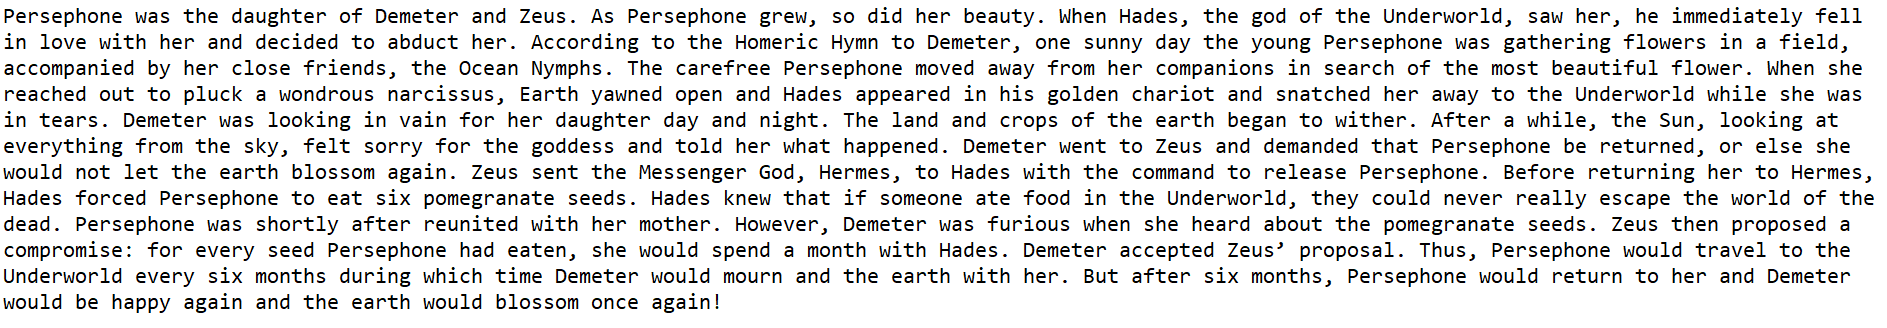 Persephone was the daughter of Demeter and Zeus. As Persephone grew, so did her beauty. When Hades, the god of the Underworld, saw her, he immediately fell
in love with her and decided to abduct her. According to the Homeric Hymn to Demeter, one sunny day the young Persephone was gathering flowers in a field,
accompanied by her close friends, the Ocean Nymphs. The carefree Persephone moved away from her companions in search of the most beautiful flower. When she
reached out to pluck a wondrous narcissus, Earth yawned open and Hades appeared in his golden chariot and snatched her away to the Underworld while she was
in tears. Demeter was looking in vain for her daughter day and night. The land and crops of the earth began to wither. After a while, the Sun, looking at
everything from the sky, felt sorry for the goddess and told her what happened. Demeter went to Zeus and demanded that Persephone be returned, or else she
would not let the earth blossom again. Zeus sent the Messenger God, Hermes, to Hades with the command to release Persephone. Before returning her to Hermes,
Hades forced Persephone to eat six pomegranate seeds. Hades knew that if someone ate food in the Underworld, they could never really escape the world of the
dead. Persephone was shortly after reunited with her mother. However, Demeter was furious when she heard about the pomegranate seeds. Zeus then proposed a
compromise: for every seed Persephone had eaten, she would spend a month with Hades. Demeter accepted Zeus’ proposal. Thus, Persephone would travel to the
Underworld every six months during which time Demeter would mourn and the earth with her. But after six months, Persephone would return to her and Demeter
would be happy again and the earth would blossom once again!